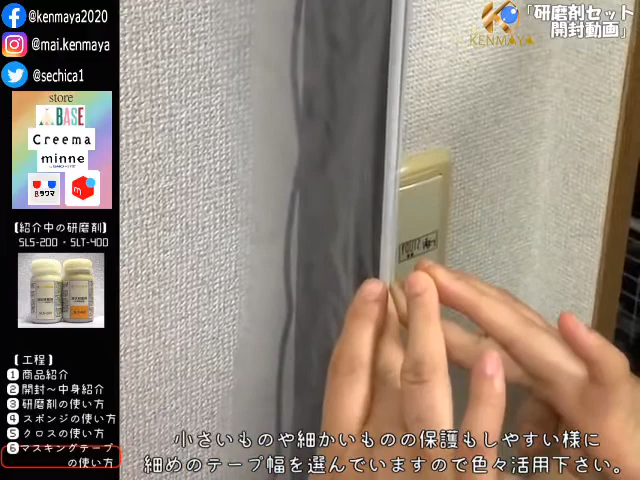 @kenmaya2020
@mai.kenmaya
@sechica1
store
BASE
Creema
minne
【紹介中の研磨剤】
SLS-200・SLT-400
【工程】
1 商品紹介
2 開封～中身紹介
3 研磨剤の使い方
4 スポンジの使い方
5 クロスの使い方
6 マスキングテープ
の使い方
KENMAYA
「研磨剤セット
開封動画」
小さいものや細かいものの保護もしやすい様に
細めのテープ幅を選んでいますので色々活用下さい。